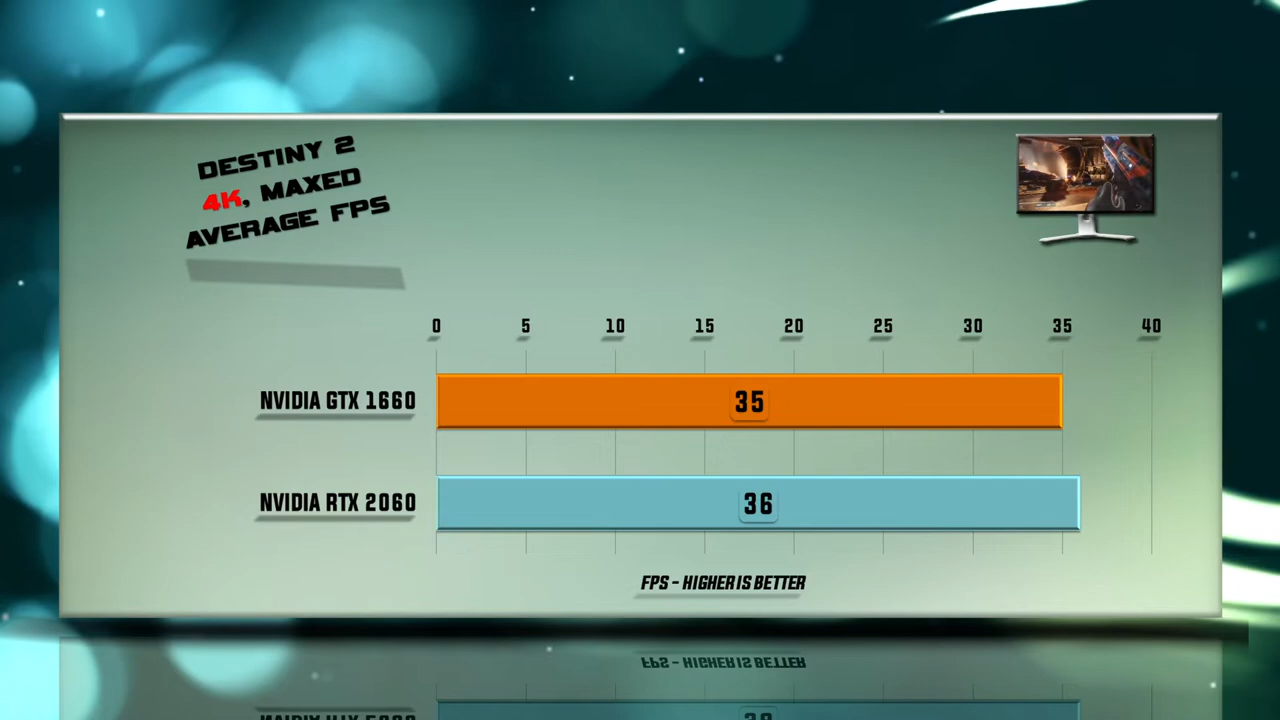 DESTINY 2
4K, MAXED
AVERAGE FPS
0 5 10 15 20 25 30 35 40
NVIDIA GTX 1660 35
NVIDIA RTX 2060 36
FPS - HIGHER IS BETTER